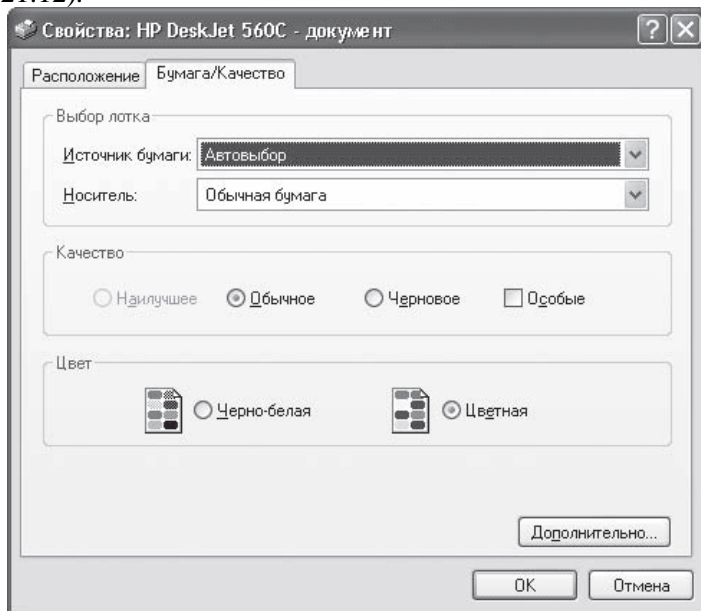 21.12).
Свойства: HP DeskJet 560C - документ
Расположение Бумага/Качество
Выбор лотка
Источник бумаги: Автовыбор
Носитель: Обычная бумага
Качество
Наилучшее Обычное Черновое Особые
Цвет
Черно-белая Цветная
Дополнительно...
OK Отмена